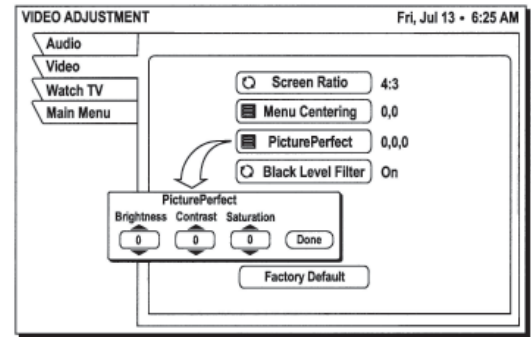 VIDEO ADJUSTMENT Fri, Jul 13 • 6:25 AM
Audio
Video
Watch TV
Main Menu
Screen Ratio 4:3
Menu Centering 0,0
PicturePerfect 0,0,0
Black Level Filter On
PicturePerfect
Brightness Contrast Saturation
0 0 0 Done
Factory Default